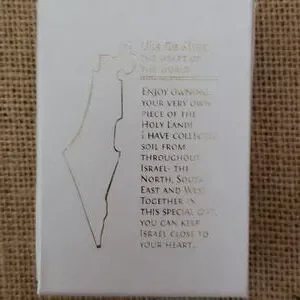 THE HEART OF
THE WORLD
ENJOY OWNING
YOUR VERY OWN
PIECE OF THE
HOLY LAND!
I HAVE COLLECTED
SOIL FROM
THROUGHOUT
ISRAEL- THE
NORTH, SOUTH
EAST AND WEST
TOGETHER IN
THIS SPECIAL GIFT,
YOU CAN KEEP
ISRAEL CLOSE TO
YOUR HEART...